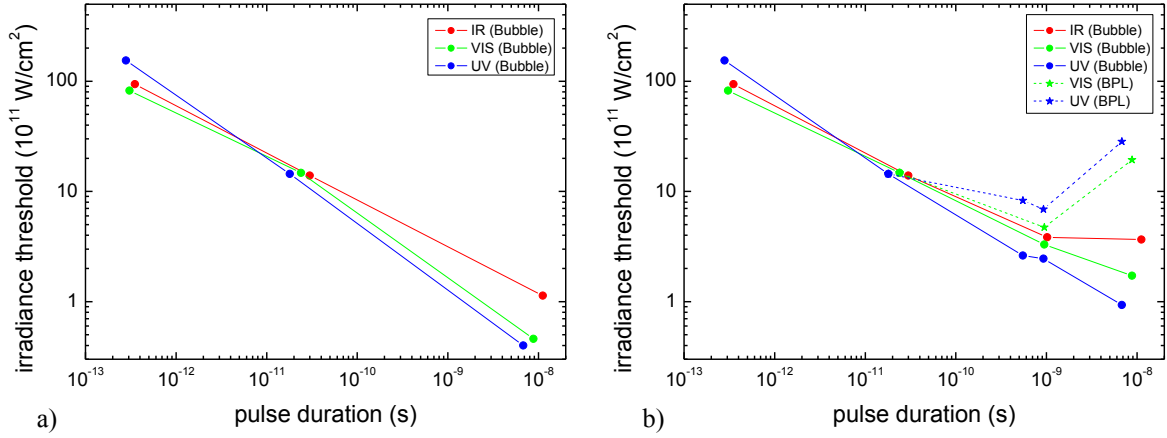 IR (Bubble)
VIS (Bubble)
UV (Bubble)
100
10
1
irradiance threshold (10^11 W/cm^2)
10^-13 10^-12 10^-11 10^-10 10^-9 10^-8
pulse duration (s)
a)
IR (Bubble)
VIS (Bubble)
UV (Bubble)
VIS (BPL)
UV (BPL)
100
10
1
irradiance threshold (10^11 W/cm^2)
10^-13 10^-12 10^-11 10^-10 10^-9 10^-8
pulse duration (s)
b)